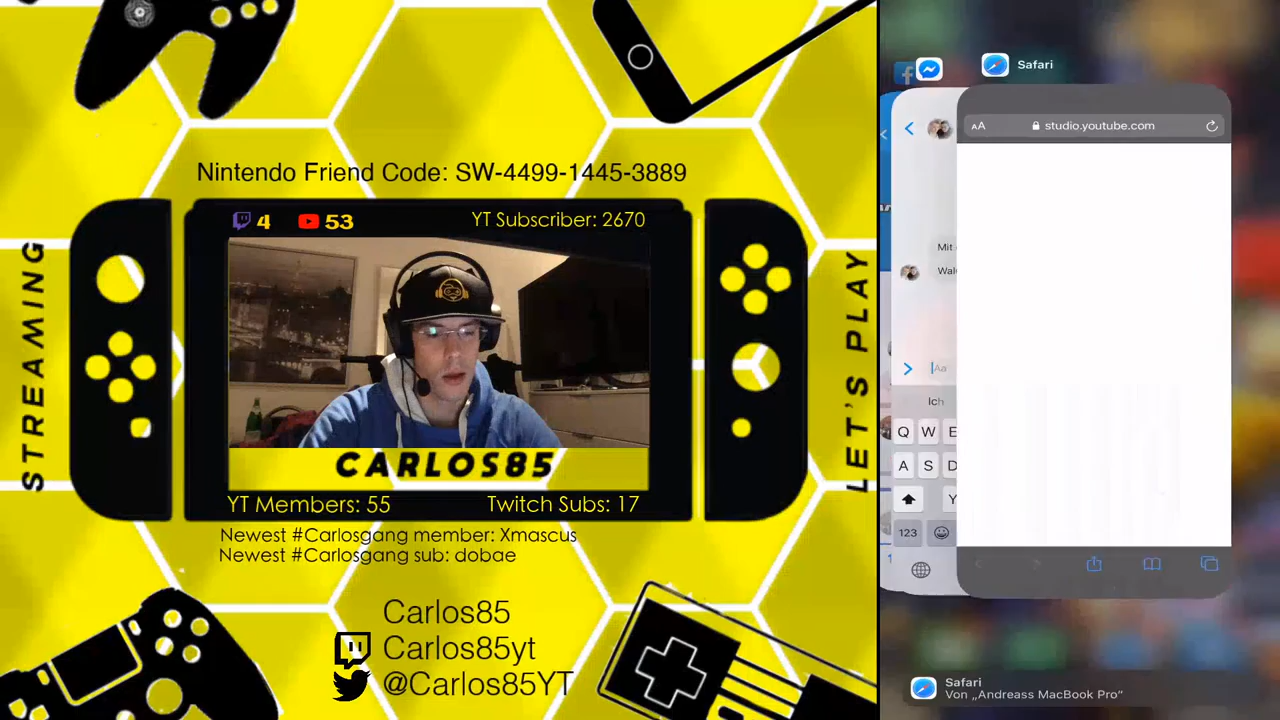 Nintendo Friend Code: SW-4499-1445-3889
4
53
YT Subscriber: 2670
STREAMING
LET'S PLAY
CARLOS85
YT Members: 55
Twitch Subs: 17
Newest #Carlosgang member: Xmascus
Newest #Carlosgang sub: dobae
Carlos85
Carlos85yt
@Carlos85YT
Safari
AA
studio.youtube.com
Mit
Aa
Ich
Q W E
A S D
Y
123
Safari
Von „Andreass MacBook Pro“